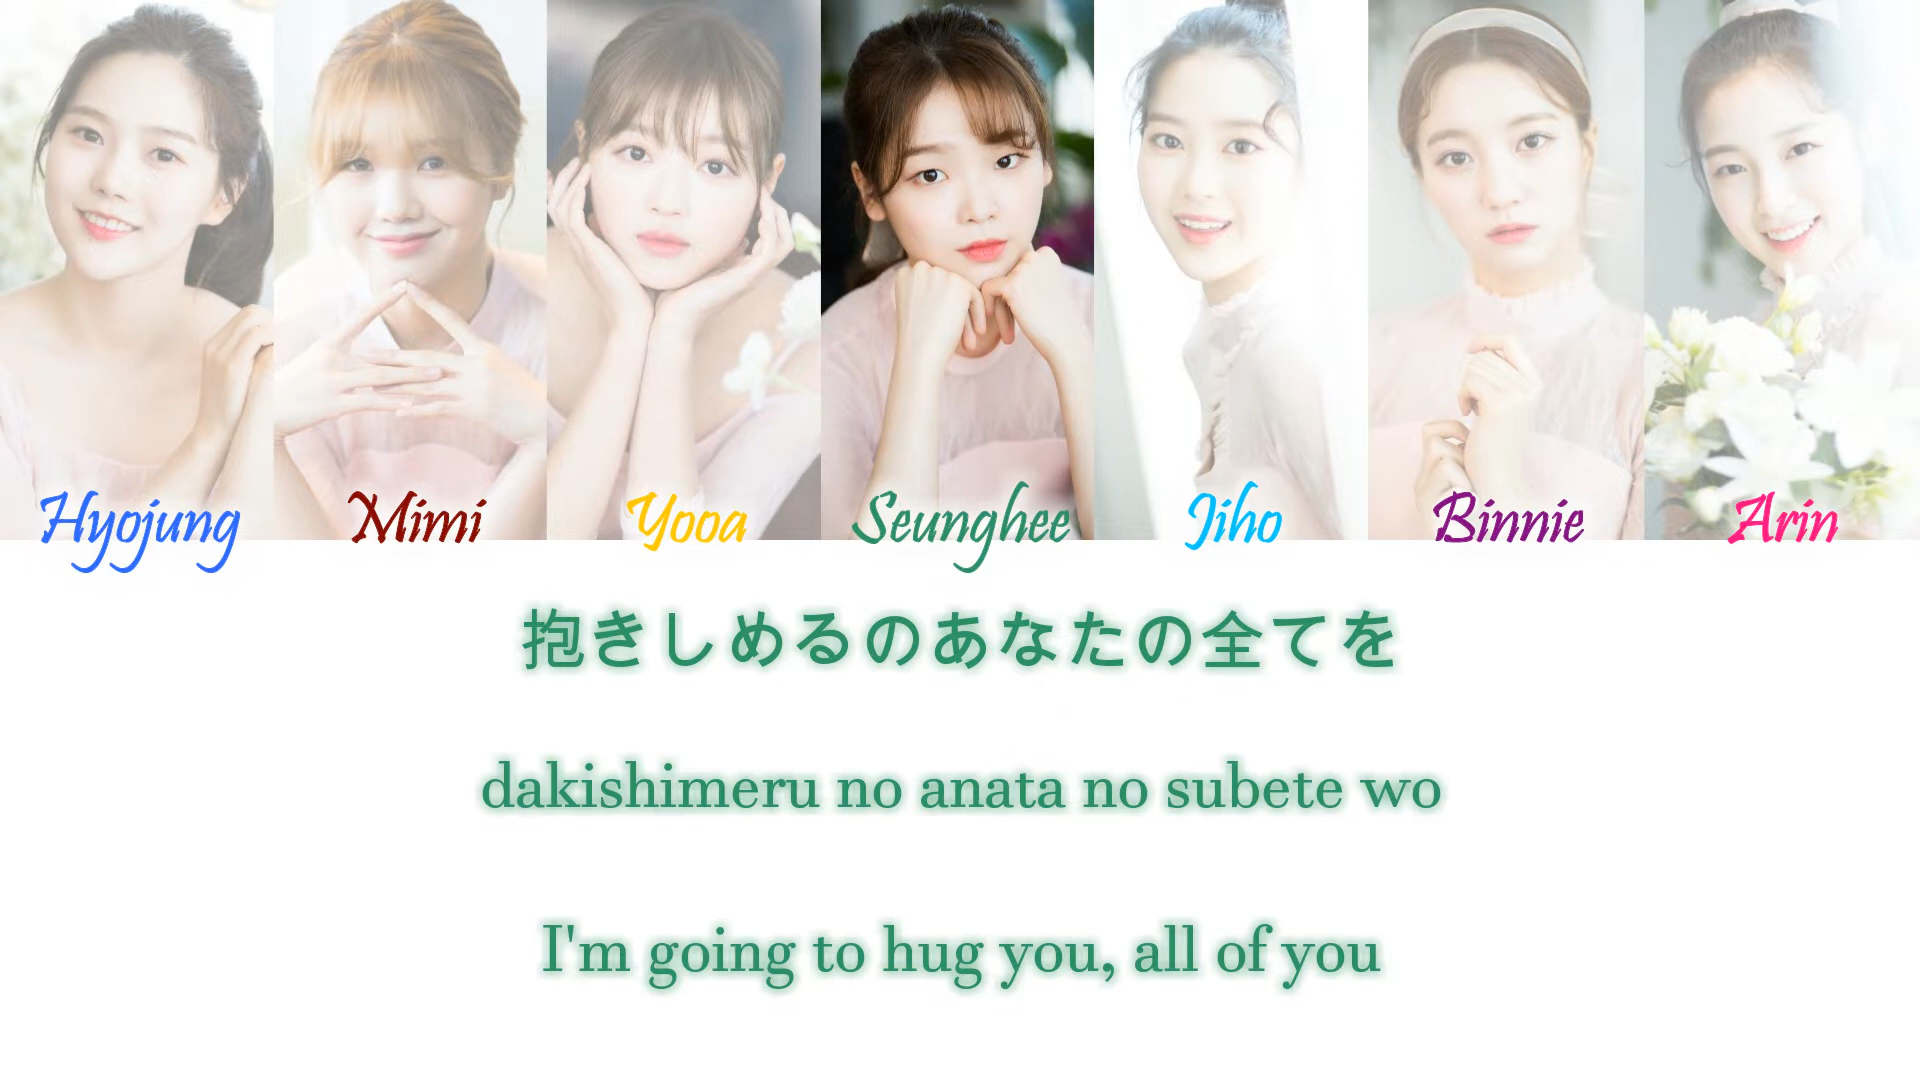 Hyojung Mimi Yooa Seunghee Jiho Binnie Arin
抱きしめるのあなたの全てを
dakishimeru no anata no subete wo
I'm going to hug you, all of you